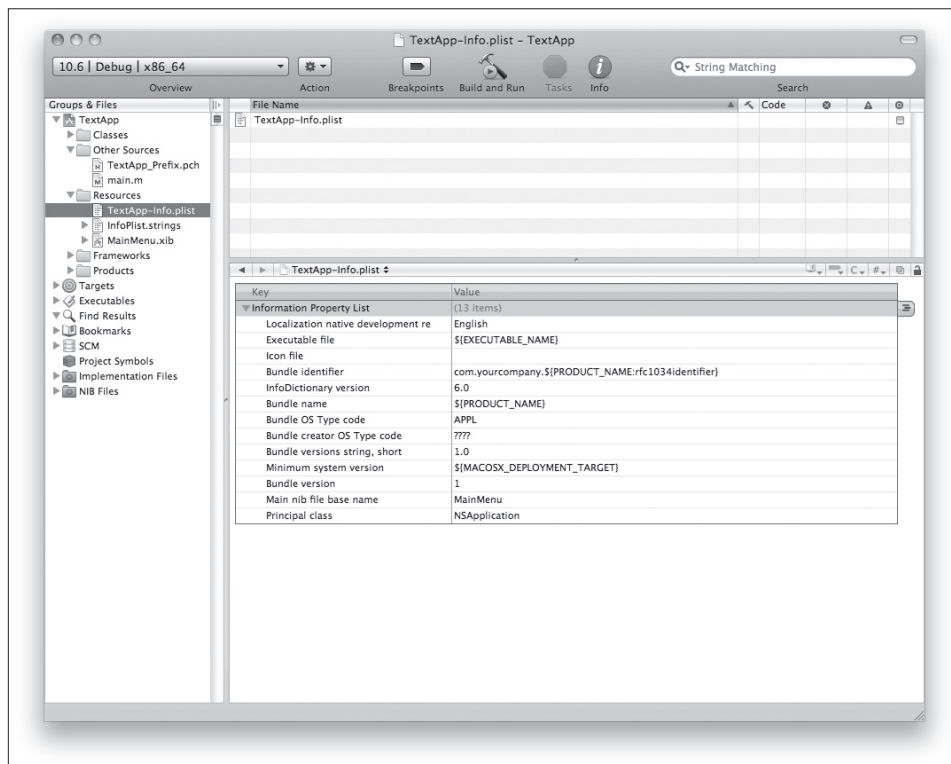 TextApp-Info.plist – TextApp
10.6 | Debug | x86_64
String Matching
Overview
Action
Breakpoints
Build and Run
Tasks
Info
Search
Groups & Files
TextApp
Classes
Other Sources
TextApp_Prefix.pch
main.m
Resources
TextApp-Info.plist
InfoPlist.strings
MainMenu.xib
Frameworks
Products
Targets
Executables
Find Results
Bookmarks
SCM
Project Symbols
Implementation Files
NIB Files
File Name
Code
TextApp-Info.plist
TextApp-Info.plist
C
#
Key Value
Information Property List (13 items)
Localization native development re English
Executable file ${EXECUTABLE_NAME}
Icon file
Bundle identifier com.yourcompany.${PRODUCT_NAME:rfc1034identifier}
InfoDictionary version 6.0
Bundle name ${PRODUCT_NAME}
Bundle OS Type code APPL
Bundle creator OS Type code ????
Bundle versions string, short 1.0
Minimum system version ${MACOSX_DEPLOYMENT_TARGET}
Bundle version 1
Main nib file base name MainMenu
Principal class NSApplication